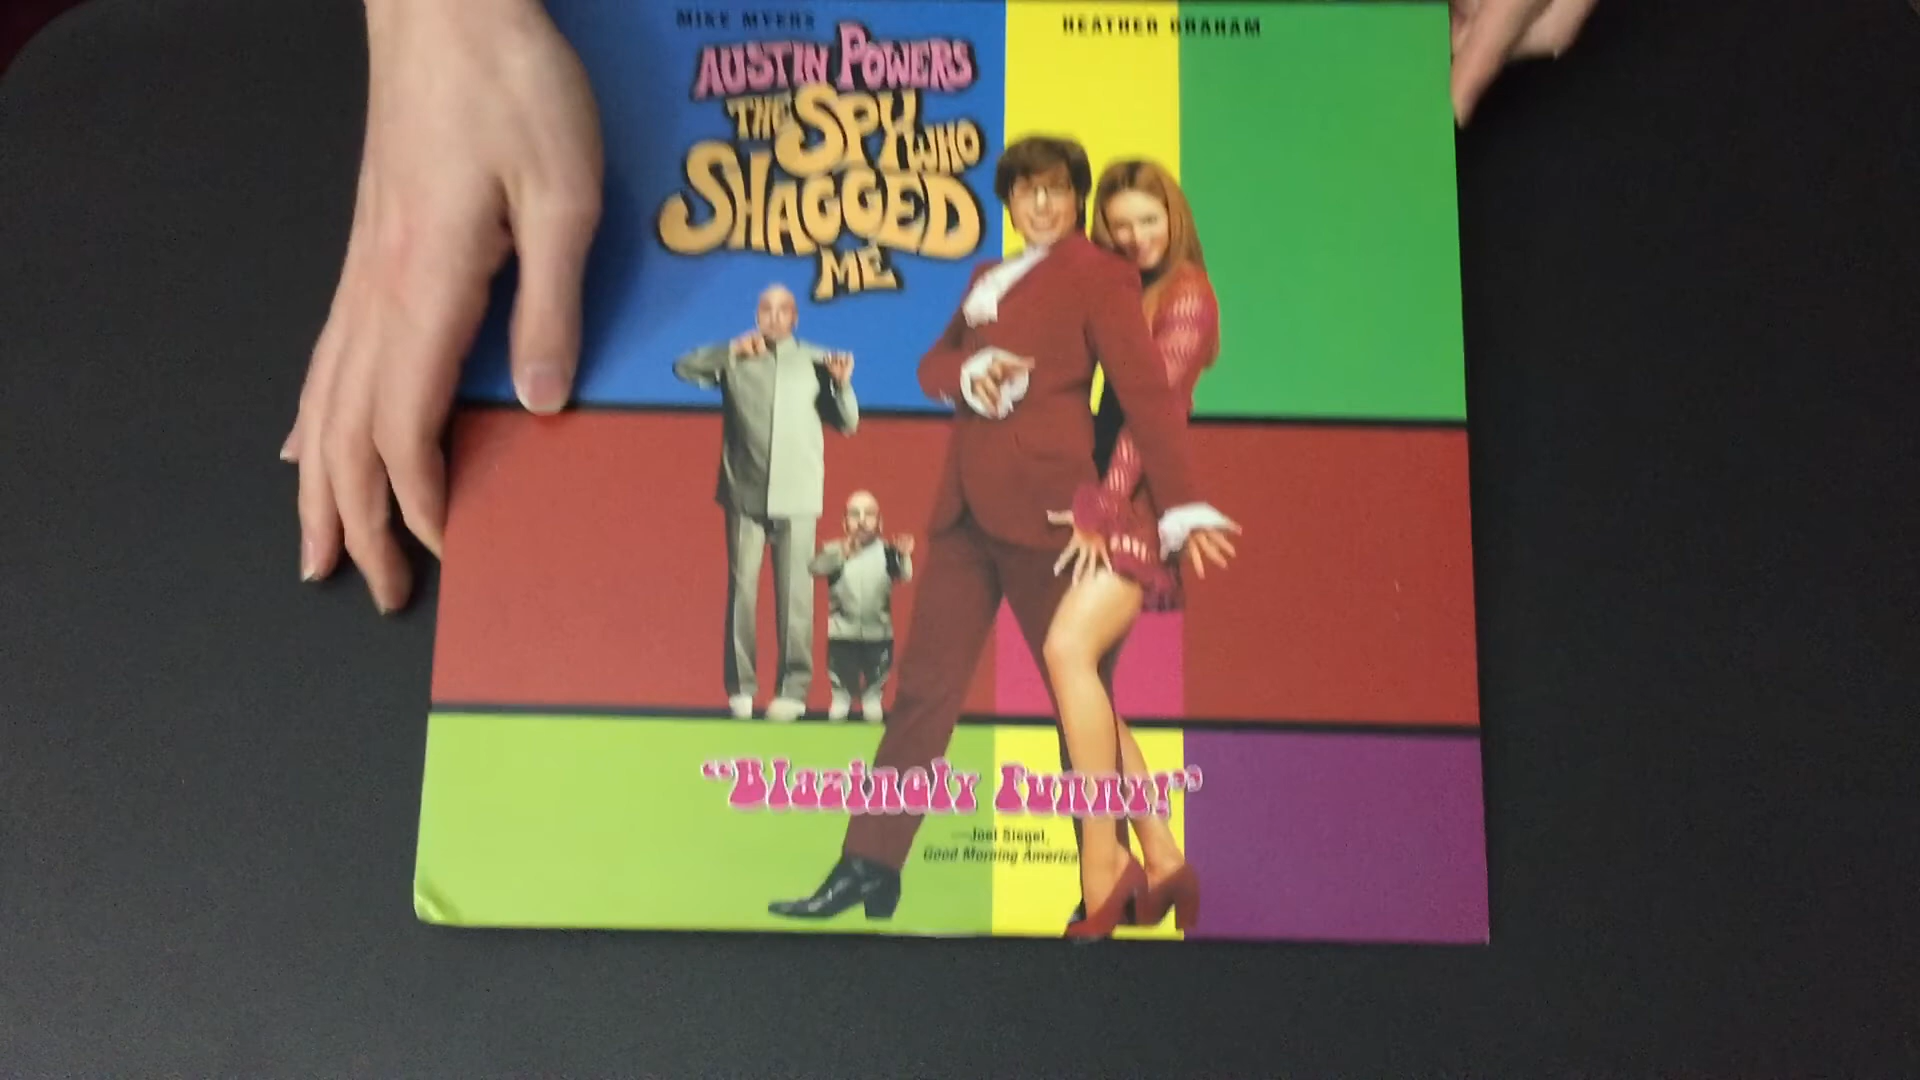 MIKE MYERS
HEATHER GRAHAM
AUSTIN POWERS
THE SPY WHO
SHAGGED
ME
“Blazingly Funny!”
—Joel Siegel,
Good Morning America